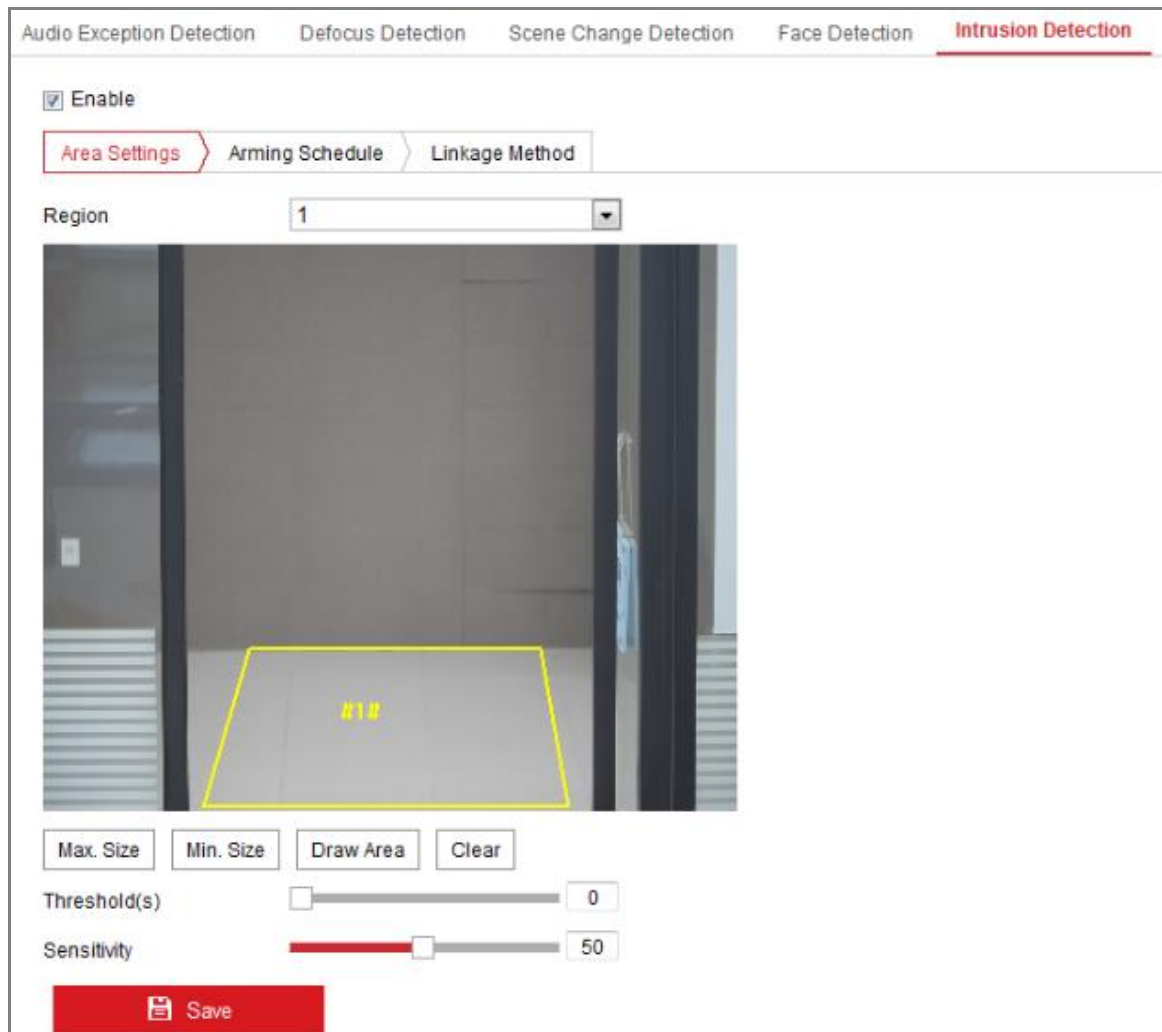 Audio Exception Detection Defocus Detection Scene Change Detection Face Detection Intrusion Detection
Enable
Area Settings Arming Schedule Linkage Method
Region 1
#1#
Max. Size Min. Size Draw Area Clear
Threshold(s) 0
Sensitivity 50
Save